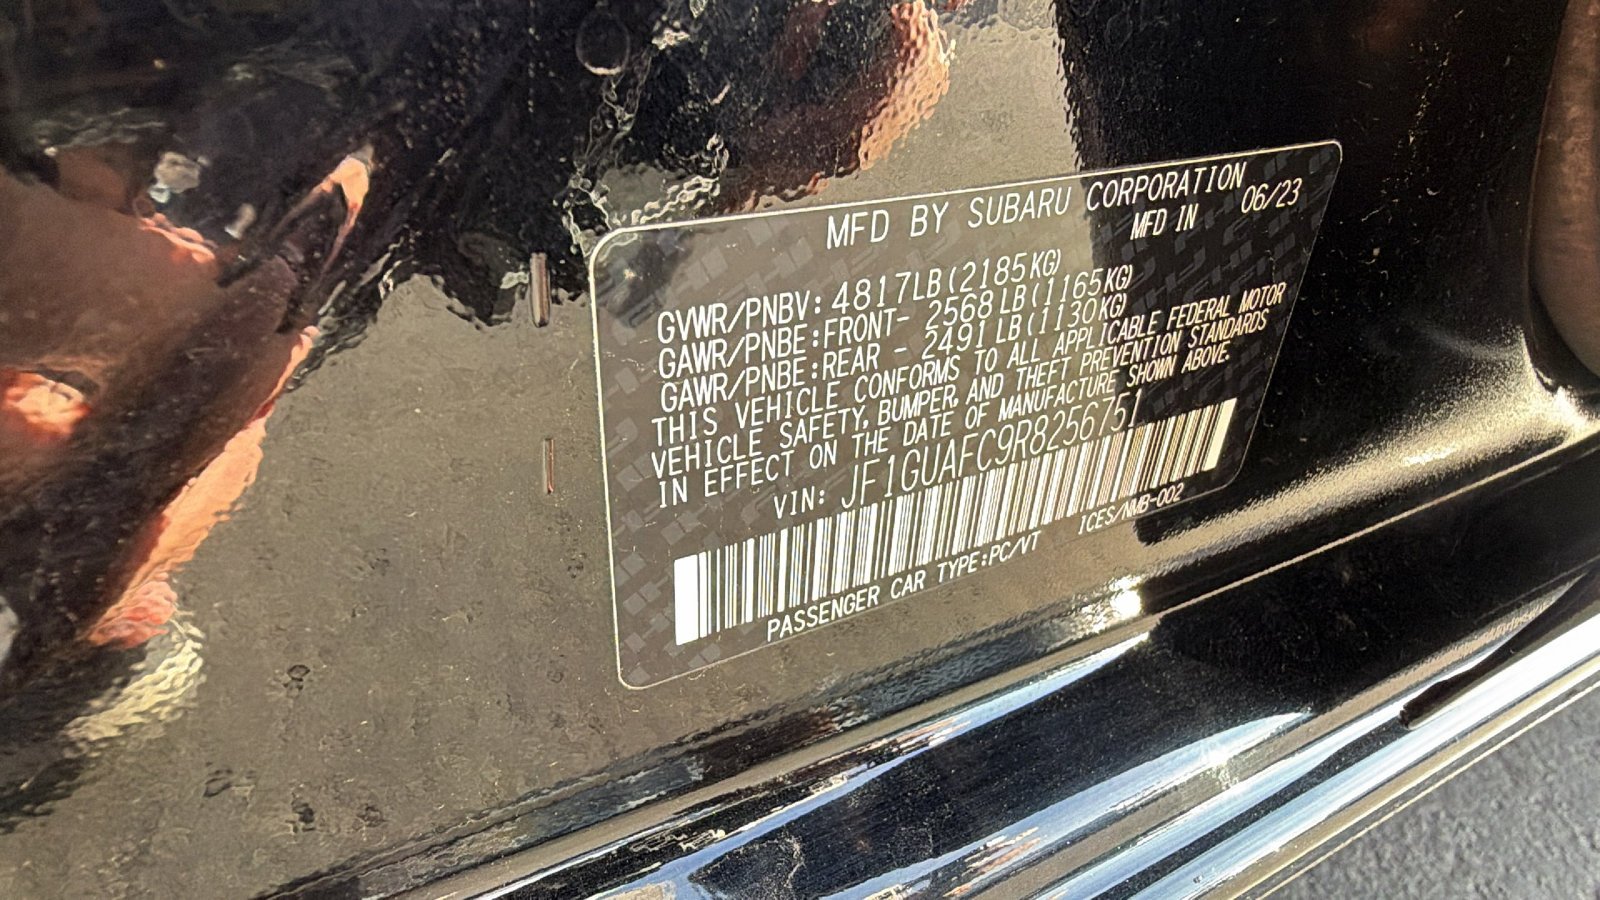 MFD BY SUBARU CORPORATION
MFD IN 06/23
GVWR/PNBV: 4817LB(2185KG)
GAWR/PNBE:FRONT- 2568LB(1165KG)
GAWR/PNBE:REAR - 2491LB(1130KG)
THIS VEHICLE CONFORMS TO ALL APPLICABLE FEDERAL MOTOR
VEHICLE SAFETY, BUMPER, AND THEFT PREVENTION STANDARDS
IN EFFECT ON THE DATE OF MANUFACTURE SHOWN ABOVE.
VIN: JF1GUAFC9R8256751
ICES/NMB-002
PASSENGER CAR TYPE:PC/VT